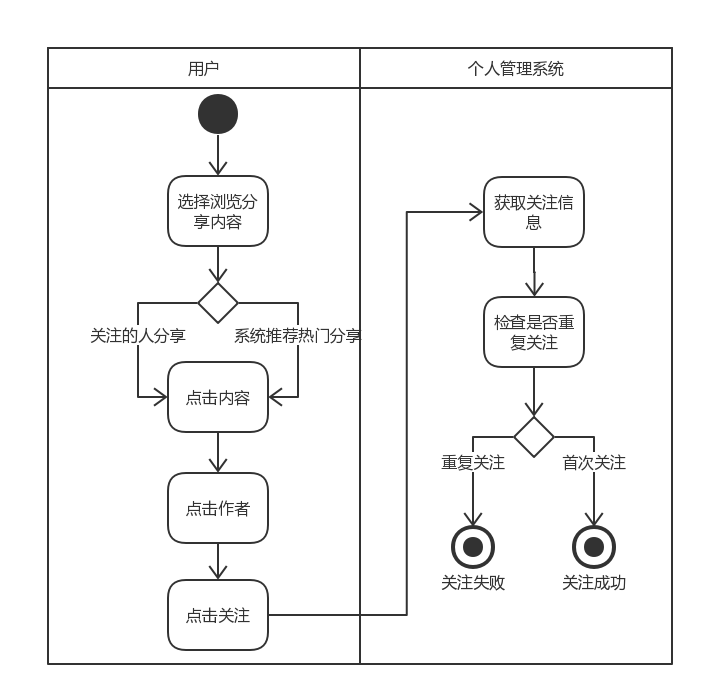 用户
个人管理系统
选择浏览分
享内容
关注的人分享
系统推荐热门分享
点击内容
点击作者
点击关注
获取关注信
息
检查是否重
复关注
重复关注
首次关注
关注失败
关注成功